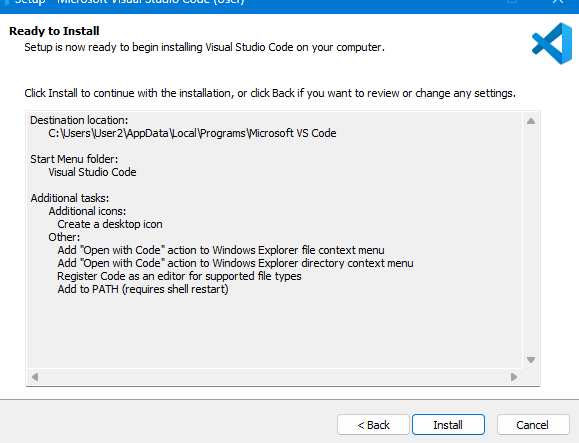 Setup - Microsoft Visual Studio Code (User)
Ready to Install
Setup is now ready to begin installing Visual Studio Code on your computer.
Click Install to continue with the installation, or click Back if you want to review or change any settings.
Destination location:
C:\Users\User2\AppData\Local\Programs\Microsoft VS Code
Start Menu folder:
Visual Studio Code
Additional tasks:
Additional icons:
Create a desktop icon
Other:
Add "Open with Code" action to Windows Explorer file context menu
Add "Open with Code" action to Windows Explorer directory context menu
Register Code as an editor for supported file types
Add to PATH (requires shell restart)
< Back
Install
Cancel